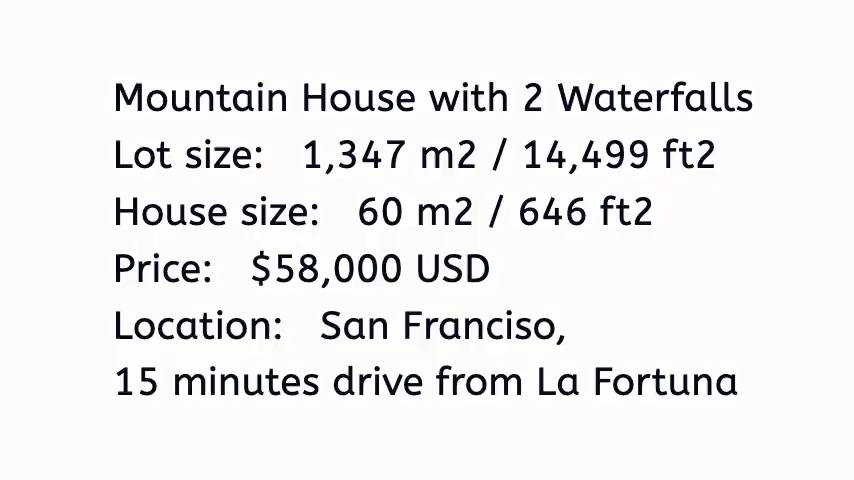 Mountain House with 2 Waterfalls
Lot size: 1,347 m2 / 14,499 ft2
House size: 60 m2 / 646 ft2
Price: $58,000 USD
Location: San Franciso,
15 minutes drive from La Fortuna